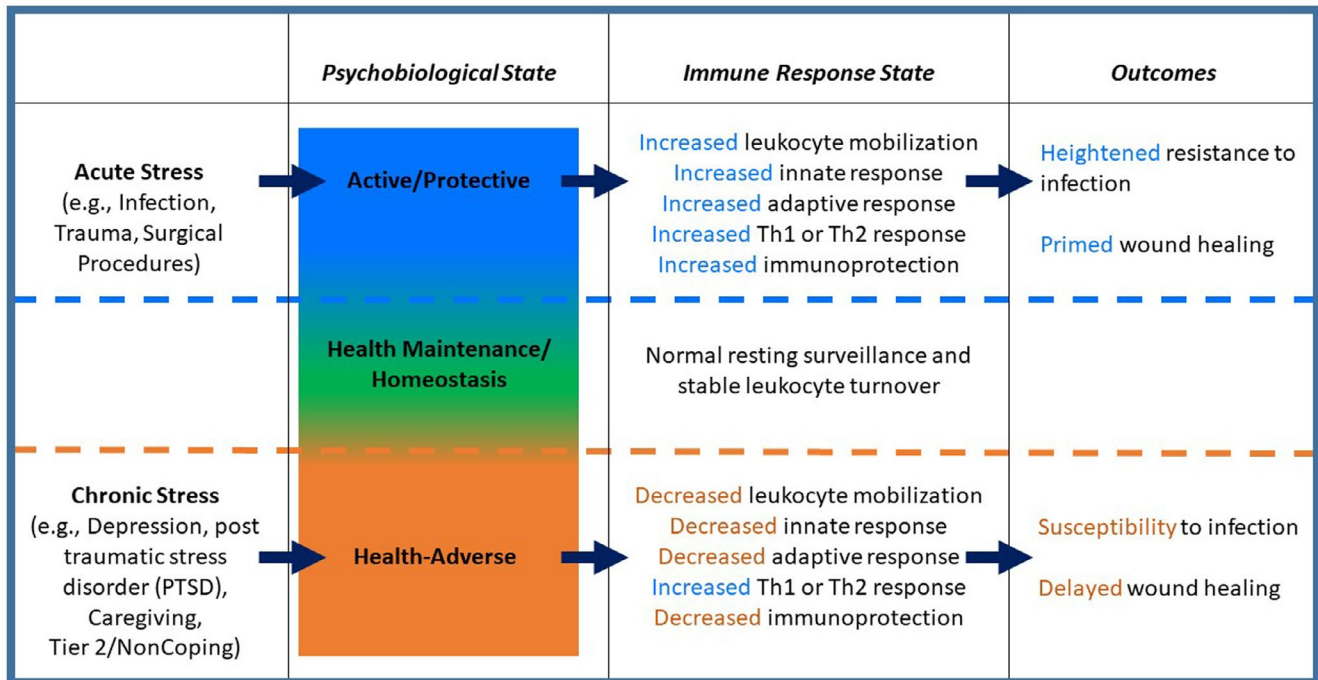 Psychobiological State
Immune Response State
Outcomes
Acute Stress
(e.g., Infection,
Trauma, Surgical
Procedures)
Active/Protective
Increased leukocyte mobilization
Increased innate response
Increased adaptive response
Increased Th1 or Th2 response
Increased immunoprotection
Heightened resistance to
infection
Primed wound healing
Health Maintenance/
Homeostasis
Normal resting surveillance and
stable leukocyte turnover
Chronic Stress
(e.g., Depression, post
traumatic stress
disorder (PTSD),
Caregiving,
Tier 2/NonCoping)
Health-Adverse
Decreased leukocyte mobilization
Decreased innate response
Decreased adaptive response
Increased Th1 or Th2 response
Decreased immunoprotection
Susceptibility to infection
Delayed wound healing